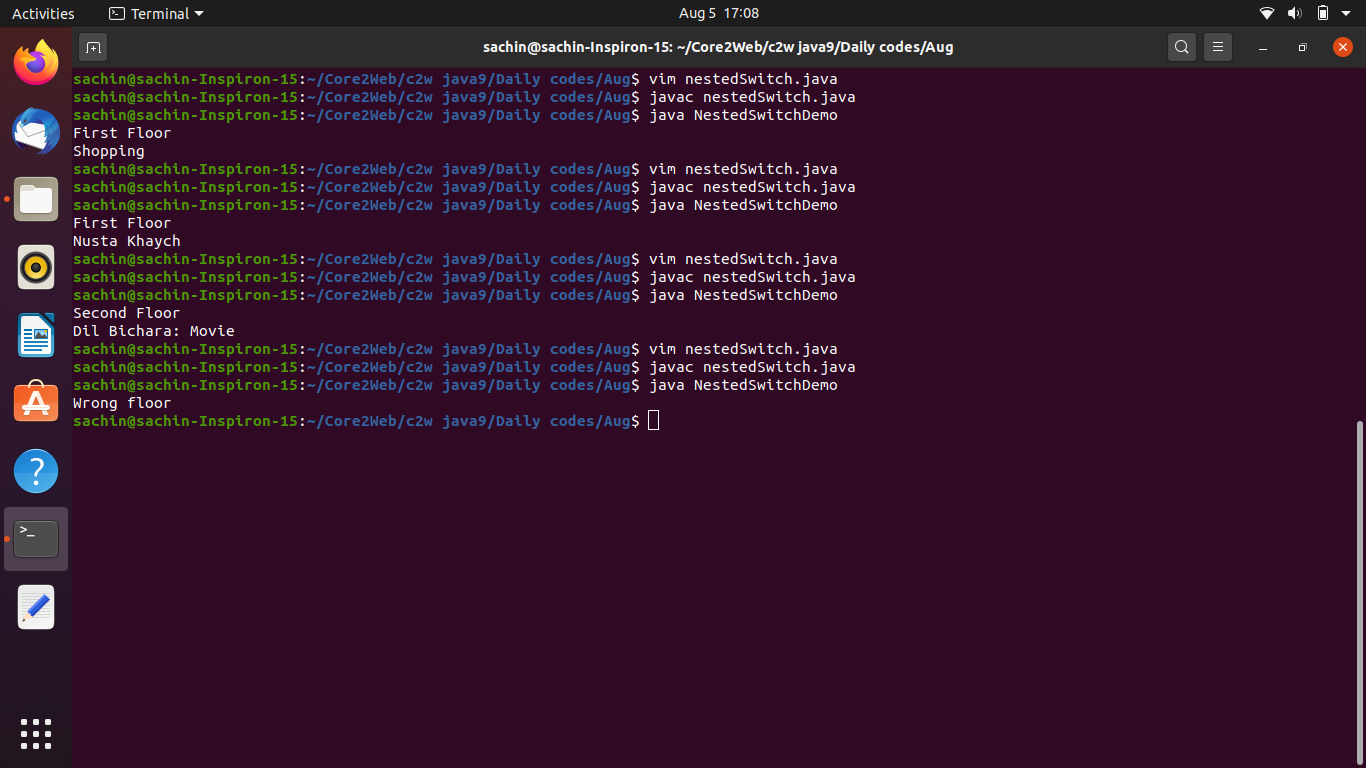 Activities
Terminal
Aug 5 17:08
sachin@sachin-Inspiron-15: ~/Core2Web/c2w java9/Daily codes/Aug
sachin@sachin-Inspiron-15:~/Core2Web/c2w java9/Daily codes/Aug$ vim nestedSwitch.java
sachin@sachin-Inspiron-15:~/Core2Web/c2w java9/Daily codes/Aug$ javac nestedSwitch.java
sachin@sachin-Inspiron-15:~/Core2Web/c2w java9/Daily codes/Aug$ java NestedSwitchDemo
First Floor
Shopping
sachin@sachin-Inspiron-15:~/Core2Web/c2w java9/Daily codes/Aug$ vim nestedSwitch.java
sachin@sachin-Inspiron-15:~/Core2Web/c2w java9/Daily codes/Aug$ javac nestedSwitch.java
sachin@sachin-Inspiron-15:~/Core2Web/c2w java9/Daily codes/Aug$ java NestedSwitchDemo
First Floor
Nusta Khaych
sachin@sachin-Inspiron-15:~/Core2Web/c2w java9/Daily codes/Aug$ vim nestedSwitch.java
sachin@sachin-Inspiron-15:~/Core2Web/c2w java9/Daily codes/Aug$ javac nestedSwitch.java
sachin@sachin-Inspiron-15:~/Core2Web/c2w java9/Daily codes/Aug$ java NestedSwitchDemo
Second Floor
Dil Bichara: Movie
sachin@sachin-Inspiron-15:~/Core2Web/c2w java9/Daily codes/Aug$ vim nestedSwitch.java
sachin@sachin-Inspiron-15:~/Core2Web/c2w java9/Daily codes/Aug$ javac nestedSwitch.java
sachin@sachin-Inspiron-15:~/Core2Web/c2w java9/Daily codes/Aug$ java NestedSwitchDemo
Wrong floor
sachin@sachin-Inspiron-15:~/Core2Web/c2w java9/Daily codes/Aug$